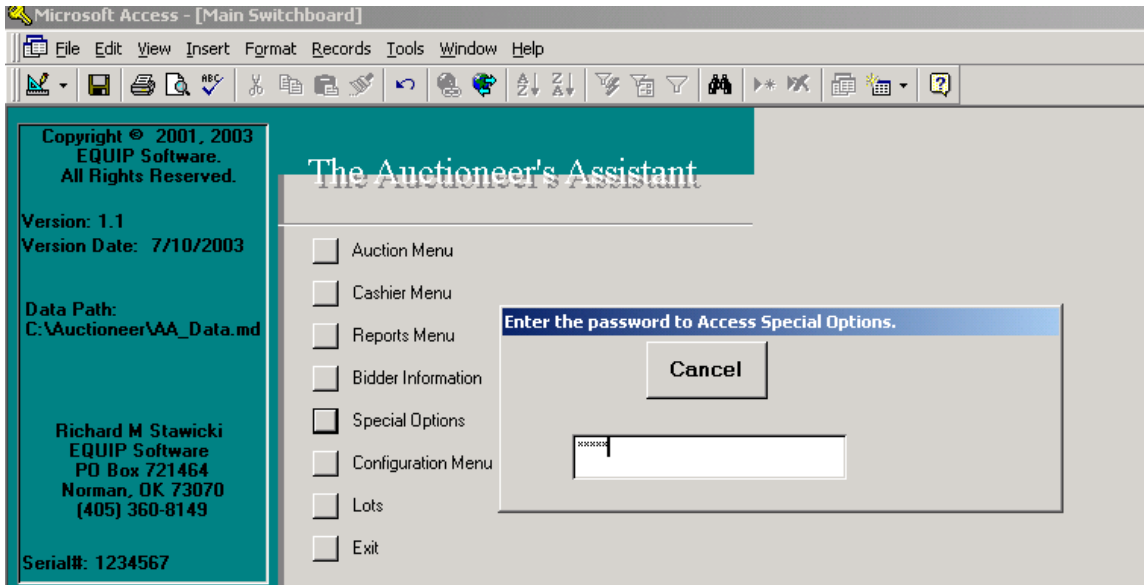 Microsoft Access - [Main Switchboard]
File Edit View Insert Format Records Tools Window Help
Copyright © 2001, 2003
EQUIP Software.
All Rights Reserved.
Version: 1.1
Version Date: 7/10/2003
Data Path:
C:\Auctioneer\AA_Data.md
Richard M Stawicki
EQUIP Software
PO Box 721464
Norman, OK 73070
(405) 360-8149
Serial#: 1234567
The Auctioneer's Assistant
Auction Menu
Cashier Menu
Reports Menu
Bidder Information
Special Options
Configuration Menu
Lots
Exit
Enter the password to Access Special Options.
Cancel
*****